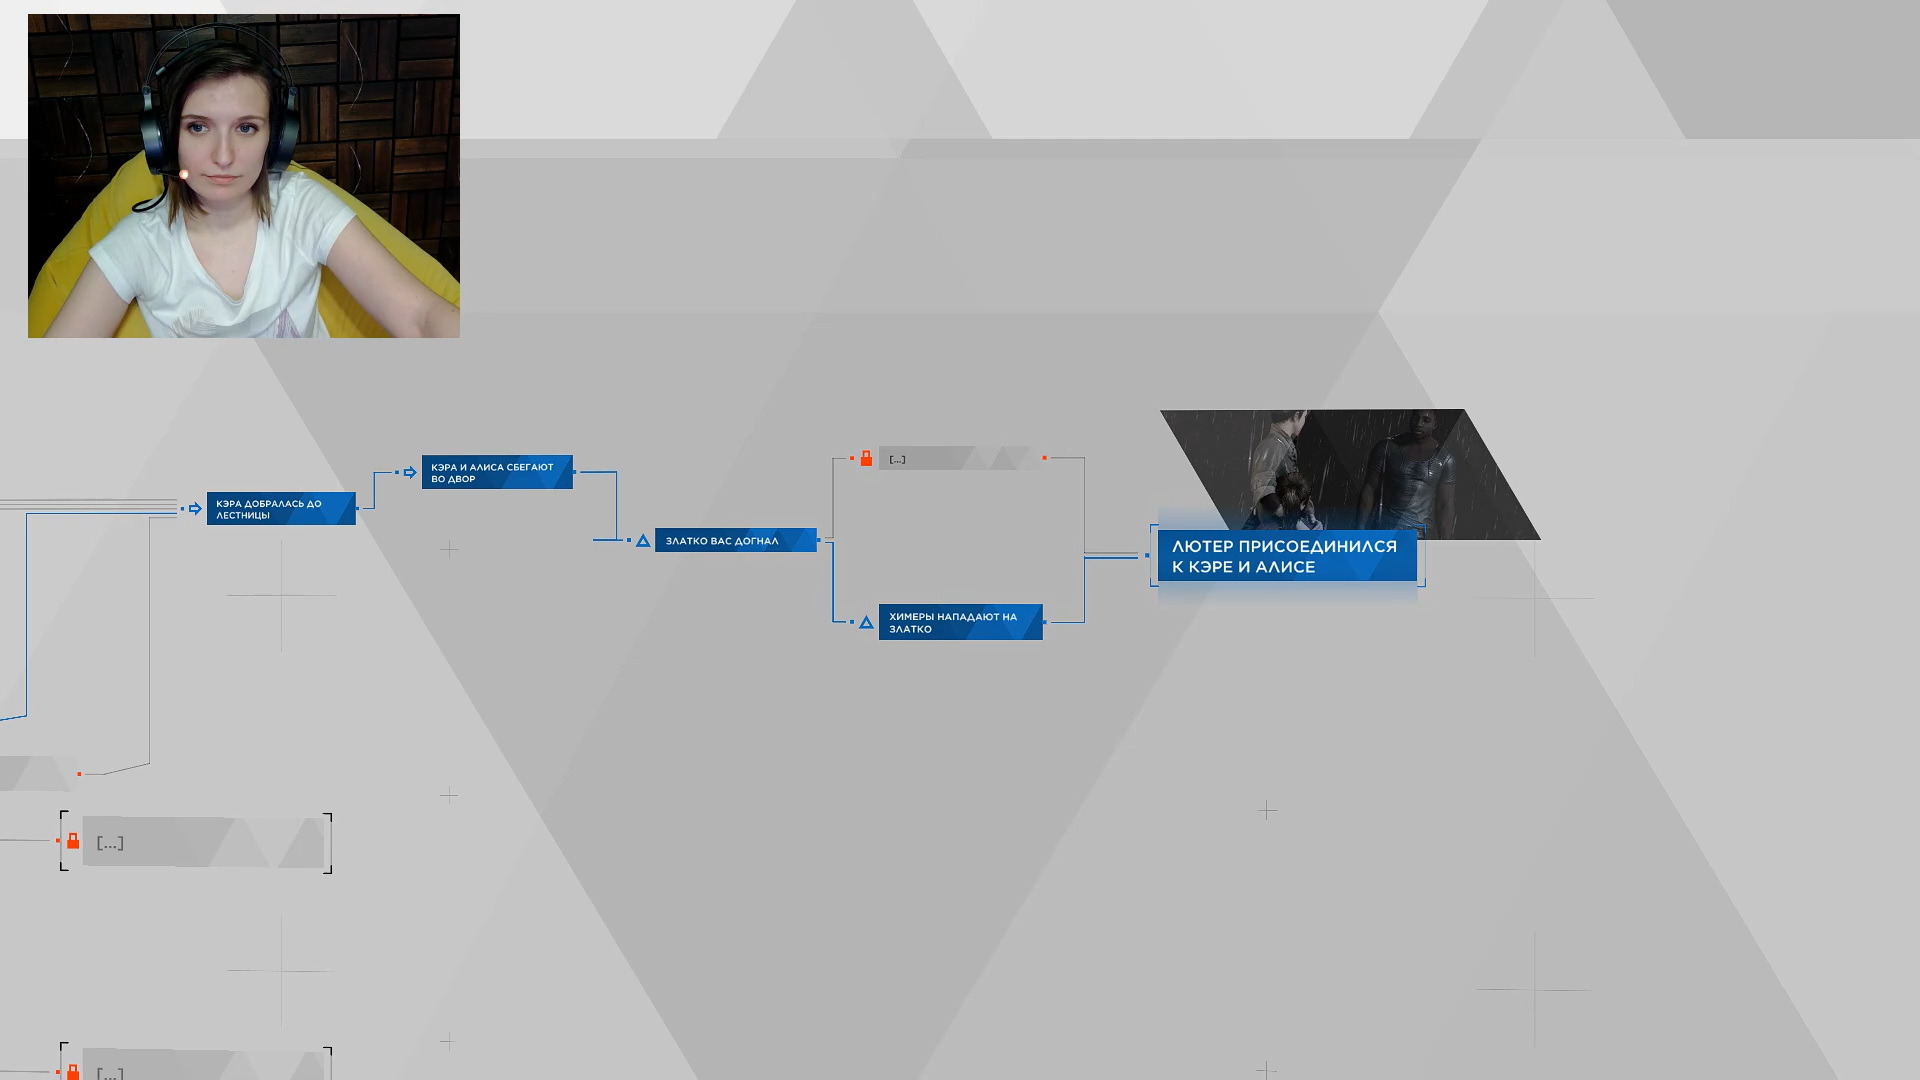 КЭРА И АЛИСА СБЕГАЮТ
ВО ДВОР
КЭРА ДОБРАЛАСЬ ДО
ЛЕСТНИЦЫ
[...]
ЗЛАТКО ВАС ДОГНАЛ
ЛЮТЕР ПРИСОЕДИНИЛСЯ
К КЭРЕ И АЛИСЕ
ХИМЕРЫ НАПАДАЮТ НА
ЗЛАТКО
[...]
[...]